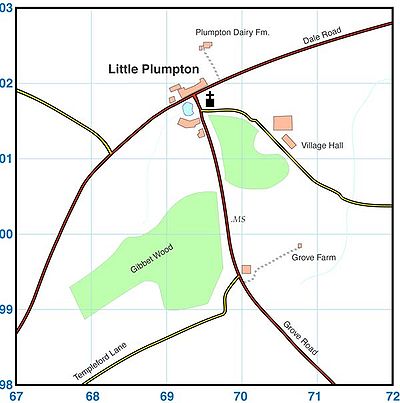 03
Plumpton Dairy Fm.
Dale Road
Little Plumpton
02
Village Hall
01
.MS
00
Gibbet Wood
Grove Farm
99
Grove Road
Templeford Lane
98
67 68 69 70 71 72